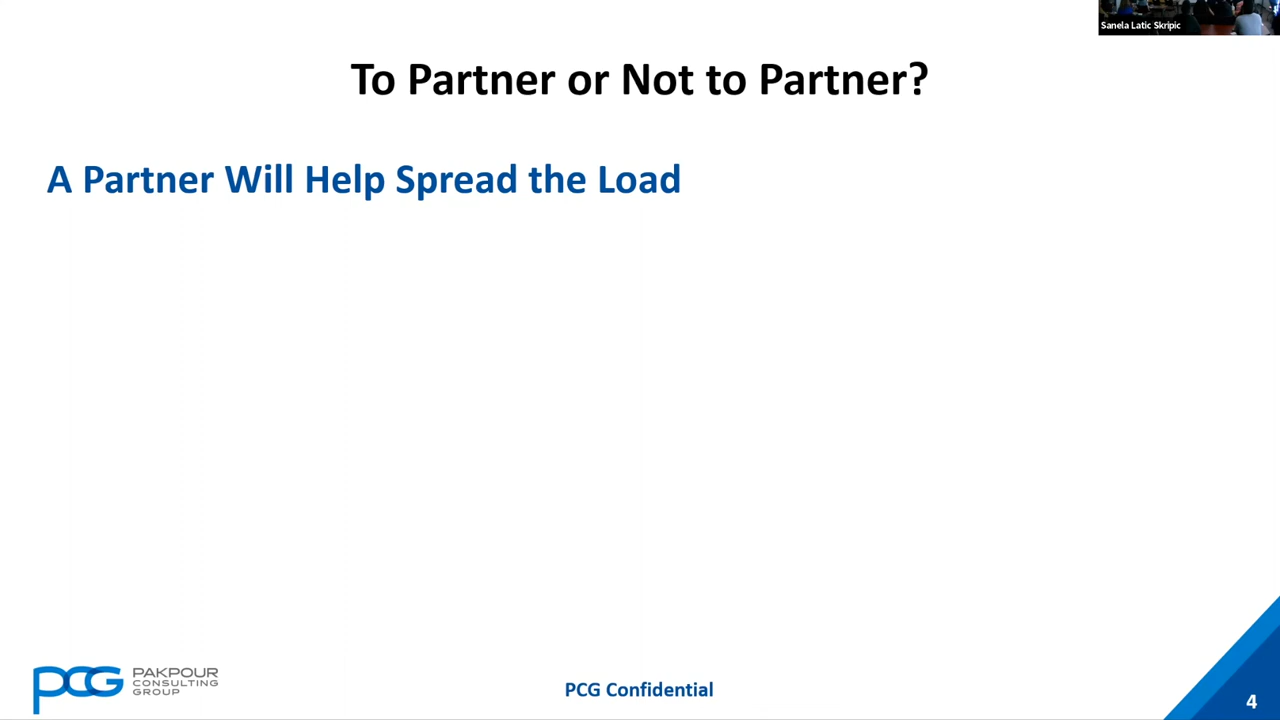 Sanela Latic Skripic
To Partner or Not to Partner?
A Partner Will Help Spread the Load
PCG
PAKPOUR
CONSULTING
GROUP
PCG Confidential
4